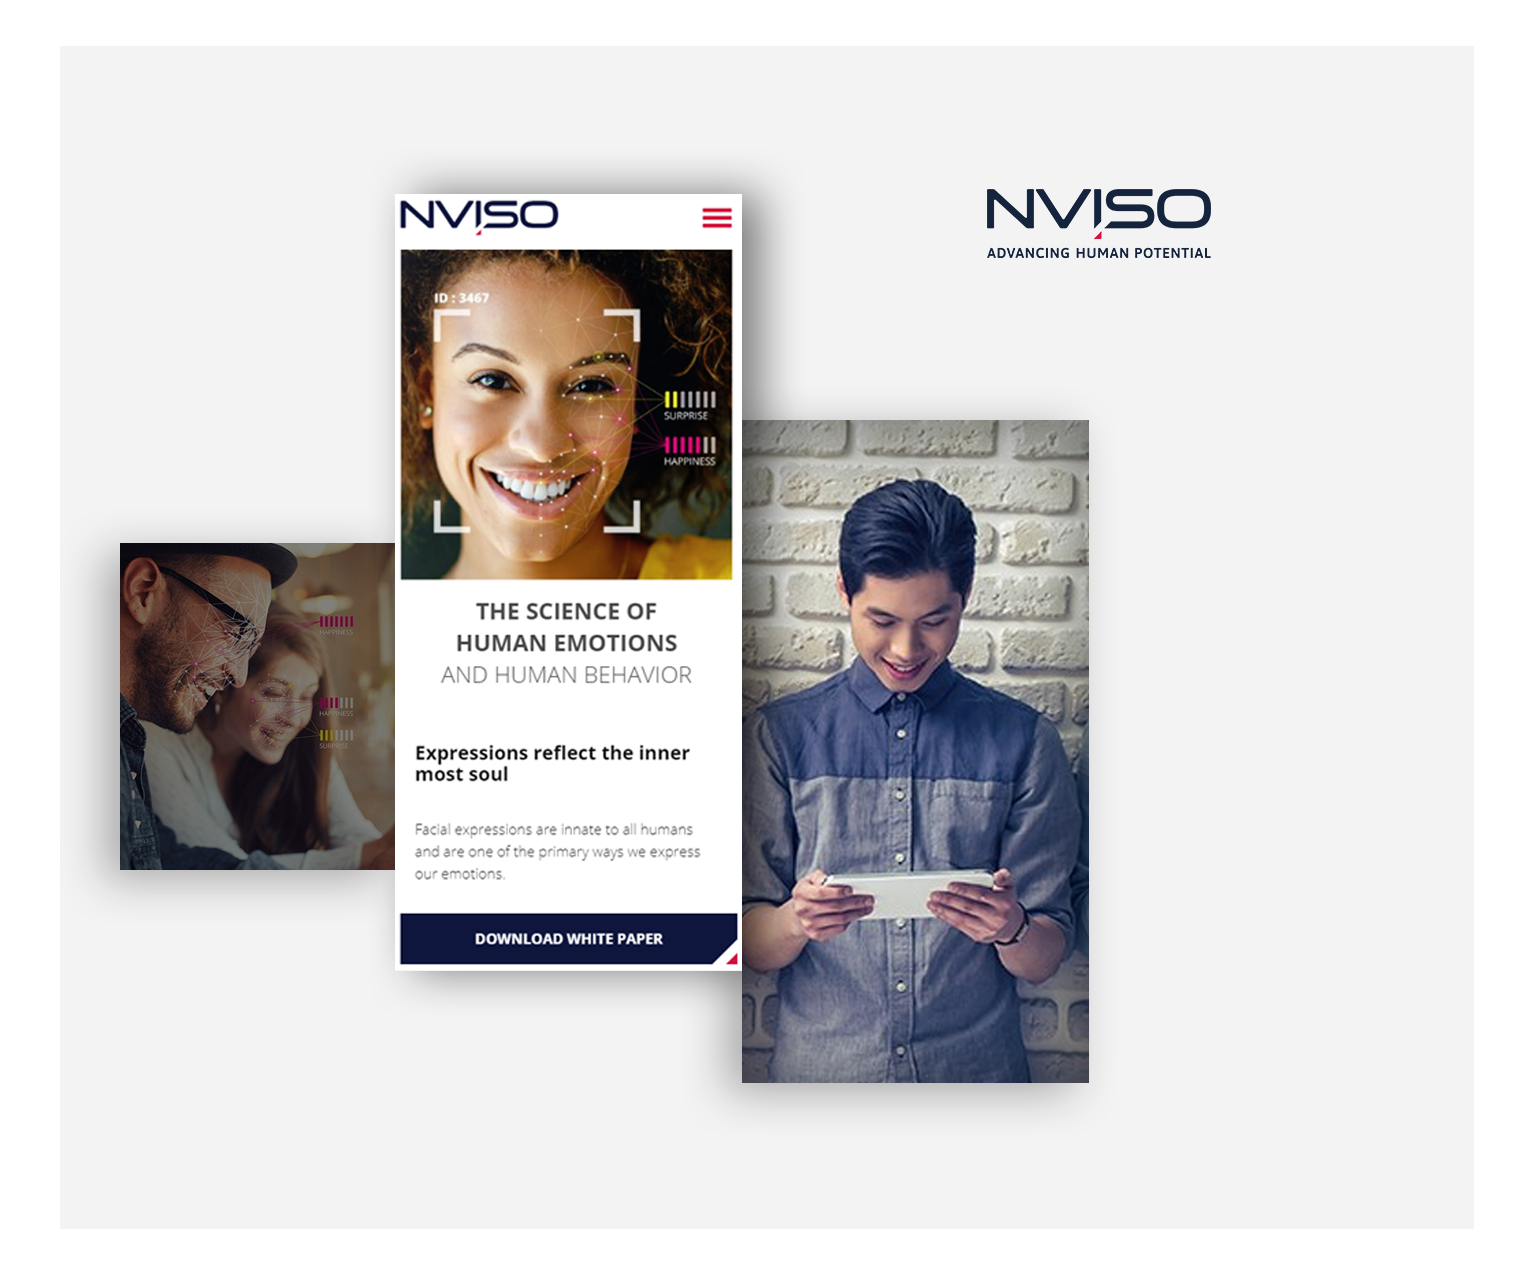 NVISO
ADVANCING HUMAN POTENTIAL
NVISO
ID : 3467
SURPRISE
HAPPINESS
HAPPINESS
HAPPINESS
SURPRISE
THE SCIENCE OF
HUMAN EMOTIONS
AND HUMAN BEHAVIOR
Expressions reflect the inner
most soul
Facial expressions are innate to all humans
and are one of the primary ways we express
our emotions.
DOWNLOAD WHITE PAPER